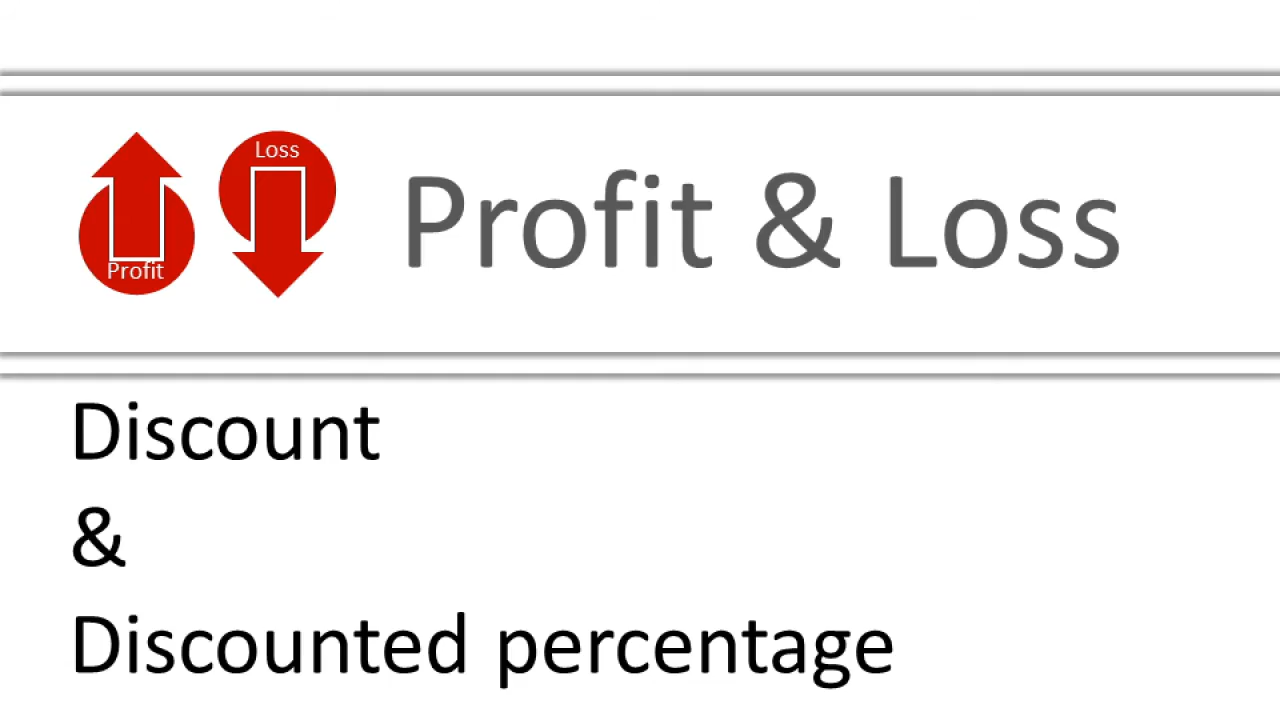 Loss
Profit
Profit & Loss
Discount
&
Discounted percentage